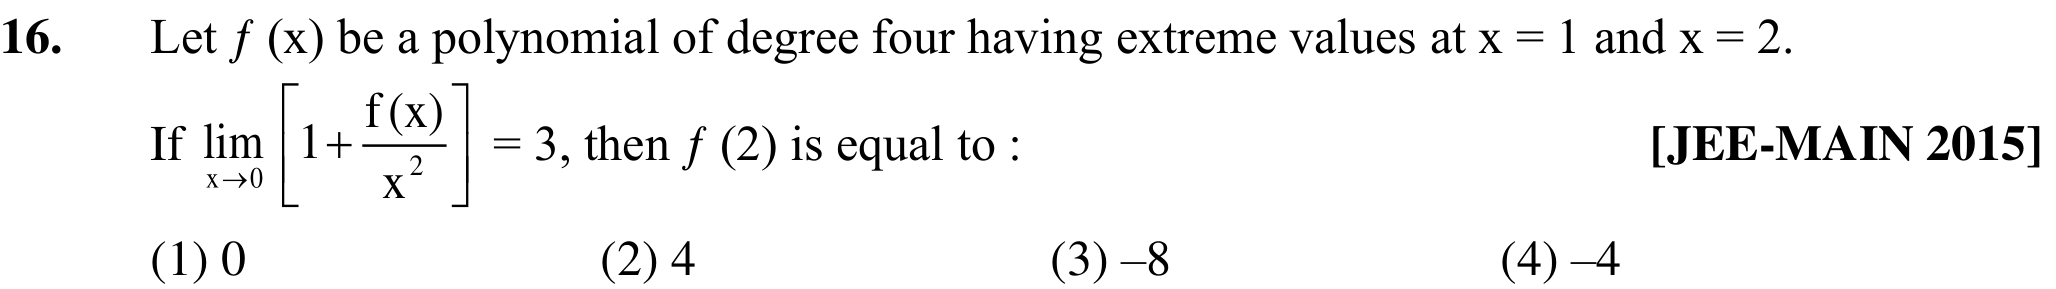 16. Let f (x) be a polynomial of degree four having extreme values at x = 1 and x = 2.
If lim x→0 [1+ f(x)/x²] = 3, then f (2) is equal to : [JEE-MAIN 2015]
(1) 0 (2) 4 (3) –8 (4) –4